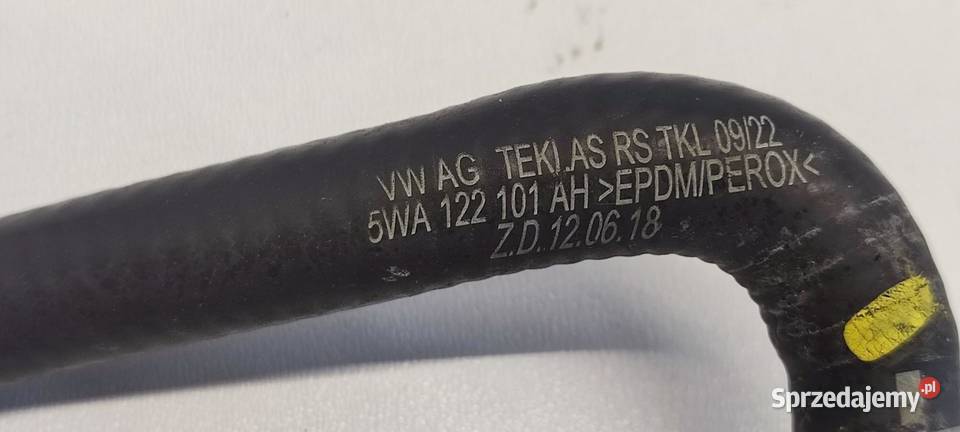 VW AG TEKLAS RS TKL 09/22
5WA 122 101 AH >EPDM/PEROX<
Z.D.12.06.18
Sprzedajemy.pl